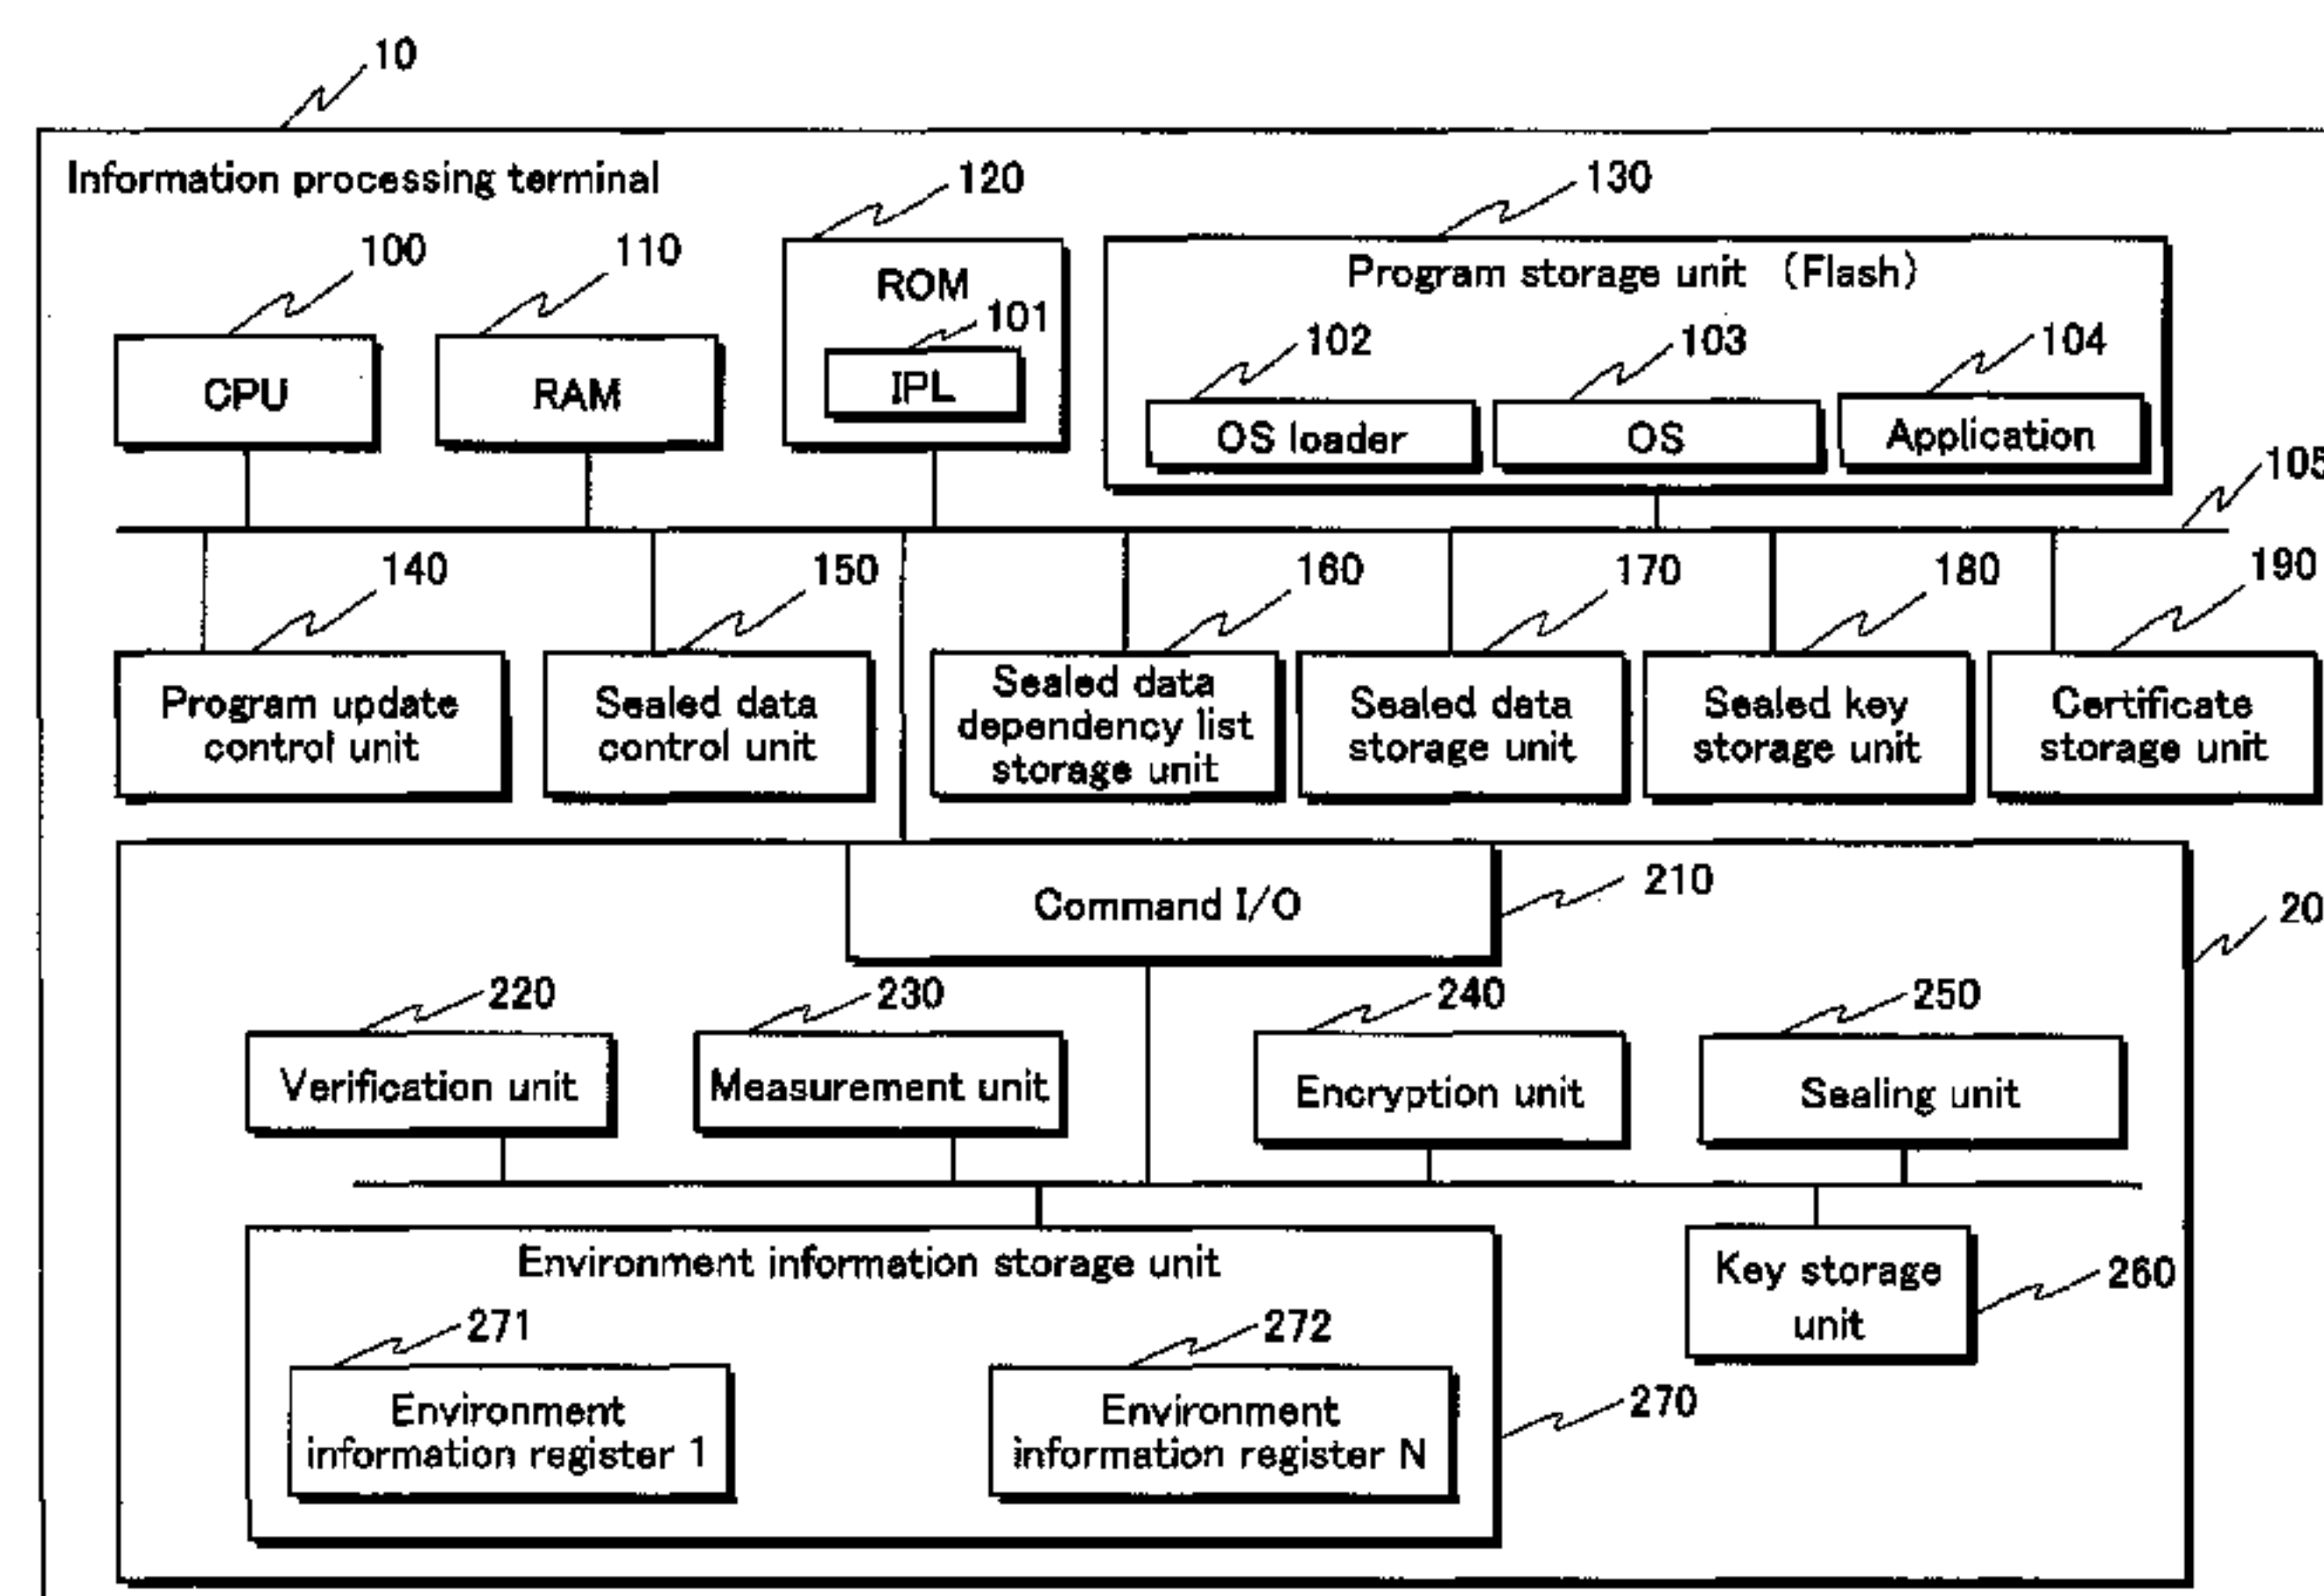 10
Information processing terminal
120
130
100
110
ROM
Program storage unit (Flash)
101
102
103
104
CPU
RAM
IPL
OS loader
OS
Application
105
140
150
160
170
180
190
Program update
control unit
Sealed data
control unit
Sealed data
dependency list
storage unit
Sealed data
storage unit
Sealed key
storage unit
Certificate
storage unit
Command I/O
210
20
220
230
240
250
Verification unit
Measurement unit
Encryption unit
Sealing unit
Environment information storage unit
Key storage
unit
260
271
272
Environment
information register 1
Environment
information register N
270